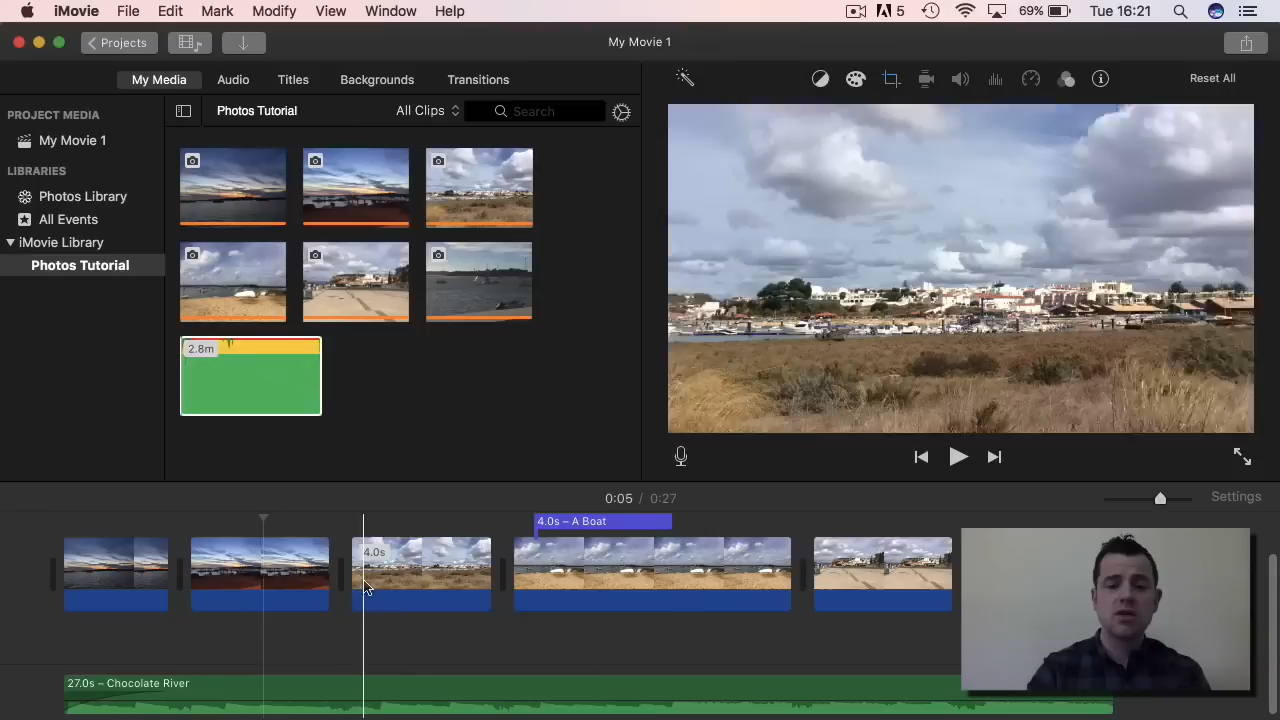 iMovie File Edit Mark Modify View Window Help 5 69% Tue 16:21
Projects My Movie 1
My Media Audio Titles Backgrounds Transitions Reset All
PROJECT MEDIA
My Movie 1
LIBRARIES
Photos Library
All Events
iMovie Library
Photos Tutorial
Photos Tutorial All Clips Search
2.8m
0:05 / 0:27 Settings
4.0s – A Boat
4.0s
27.0s – Chocolate River